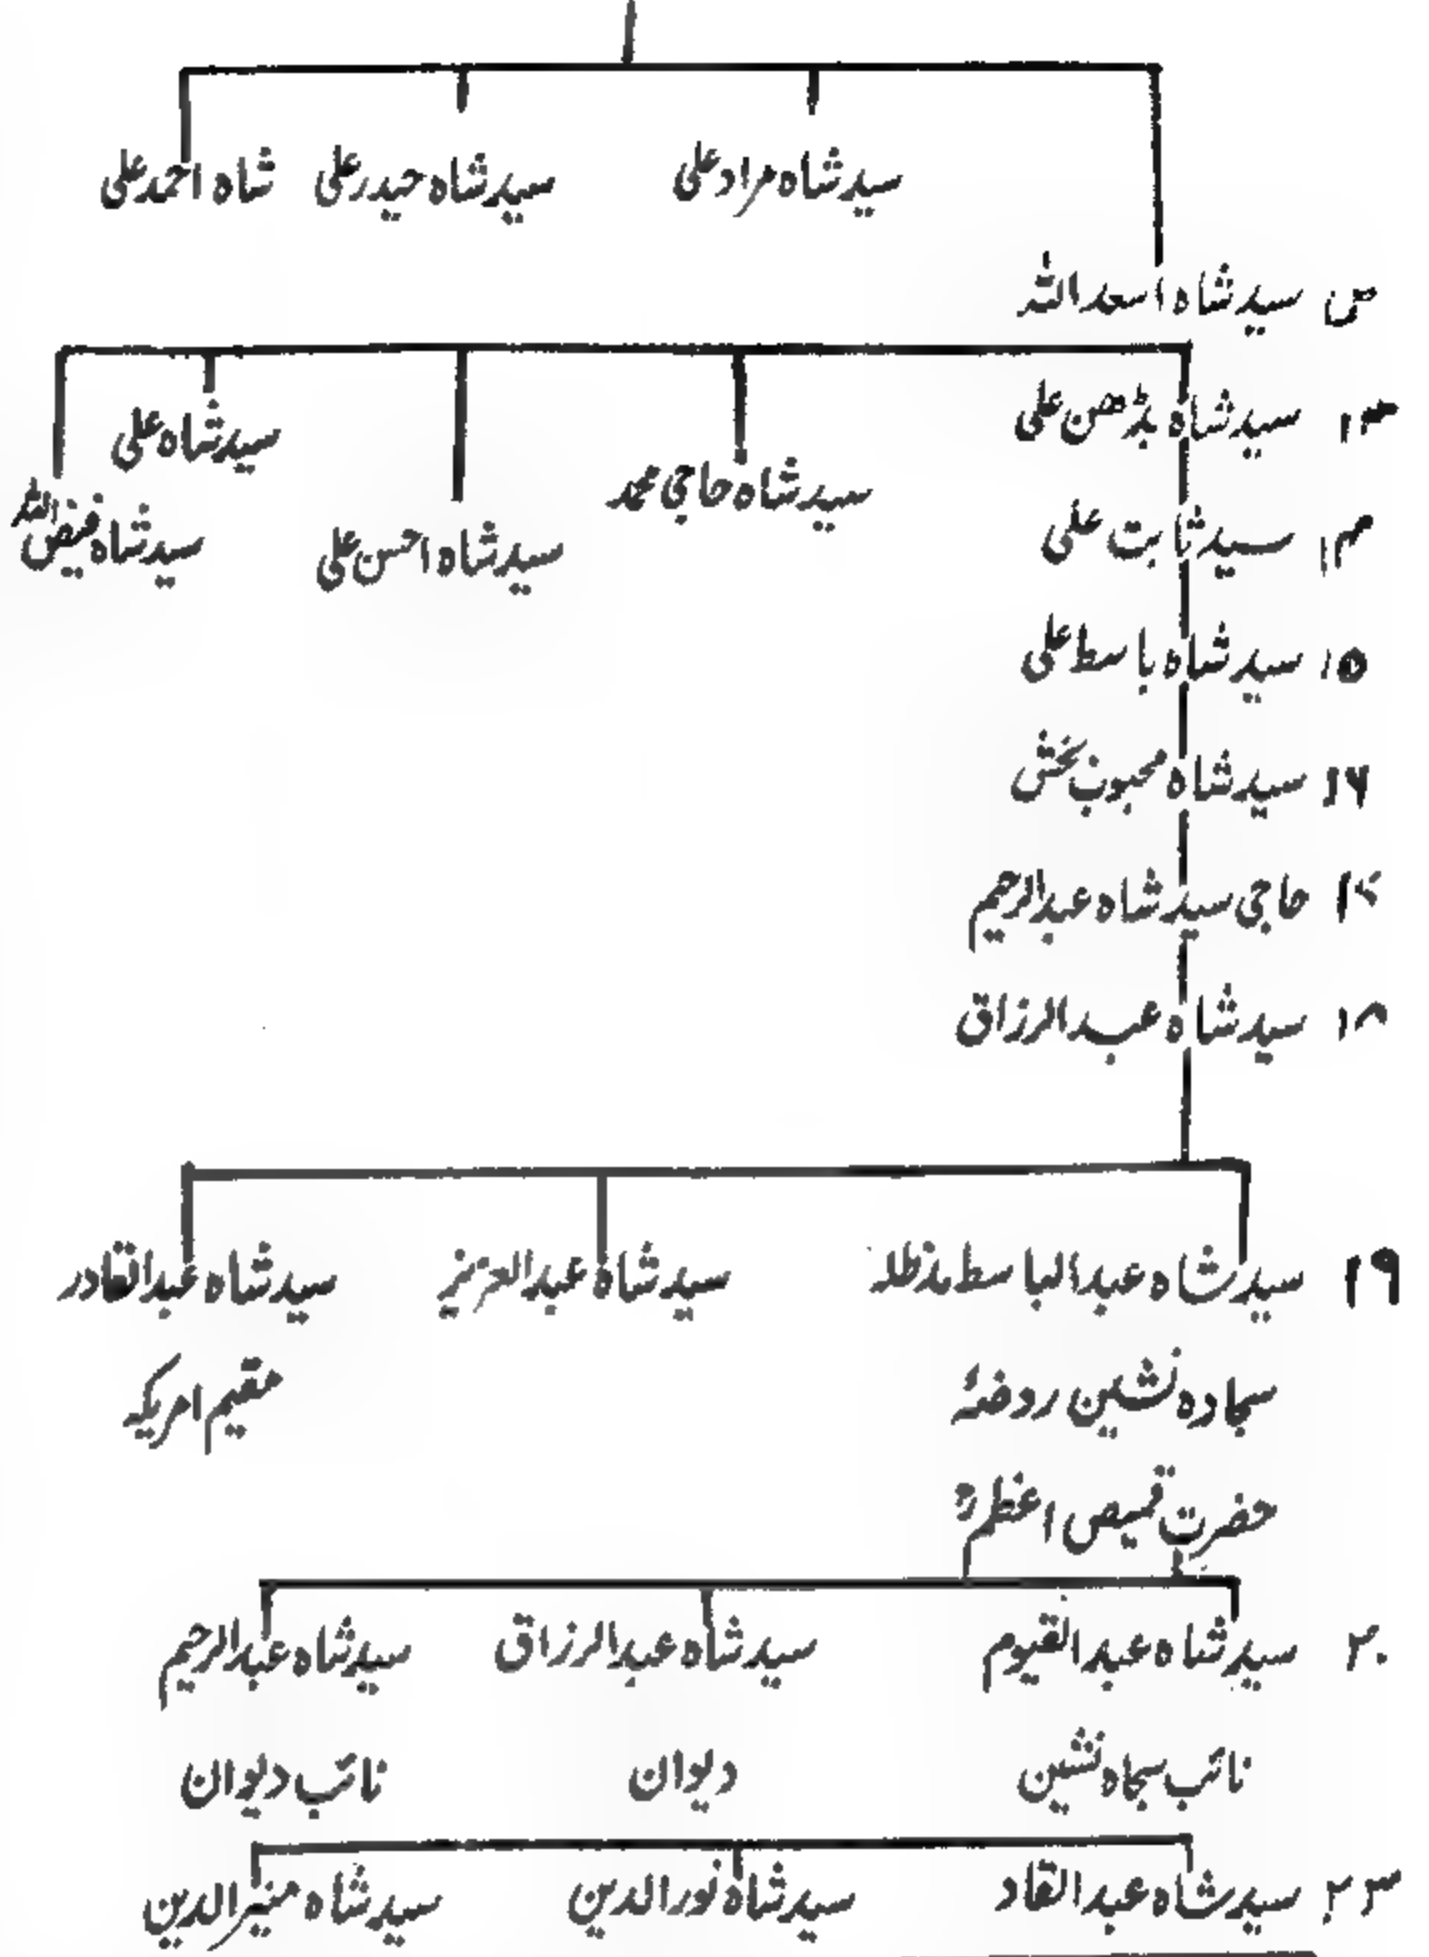 سید شاہ مراد علی سید شاہ حیدر علی شاہ احمد علی
سید شاہ اسعد اللہ
۱۳ سید شاہ بڑھن علی
سید شاہ حاجی محمد سید شاہ احسن علی سید شاہ علی سید شاہ فیض اللہ
۱۴ سید ثابت علی
۱۵ سید شاہ باسط علی
۱۶ سید شاہ محبوب بخش
۱۷ حاجی سید شاہ عبدالرحیم
۱۸ سید شاہ عبدالرزاق
۱۹ سید شاہ عبدالباسط مدظلہ سید شاہ عبدالعزیز سید شاہ عبدالقادر
سجادہ نشین روضۂ مقیم امریکہ
حضرت قمیص اعظمؒ
۲۰ سید شاہ عبدالقیوم سید شاہ عبدالرزاق سید شاہ عبدالرحیم
نائب سجاہ نشین دیوان نائب دیوان
۲۳ سید شاہ عبدالقاد سید شاہ نورالدین سید شاہ منیرالدین